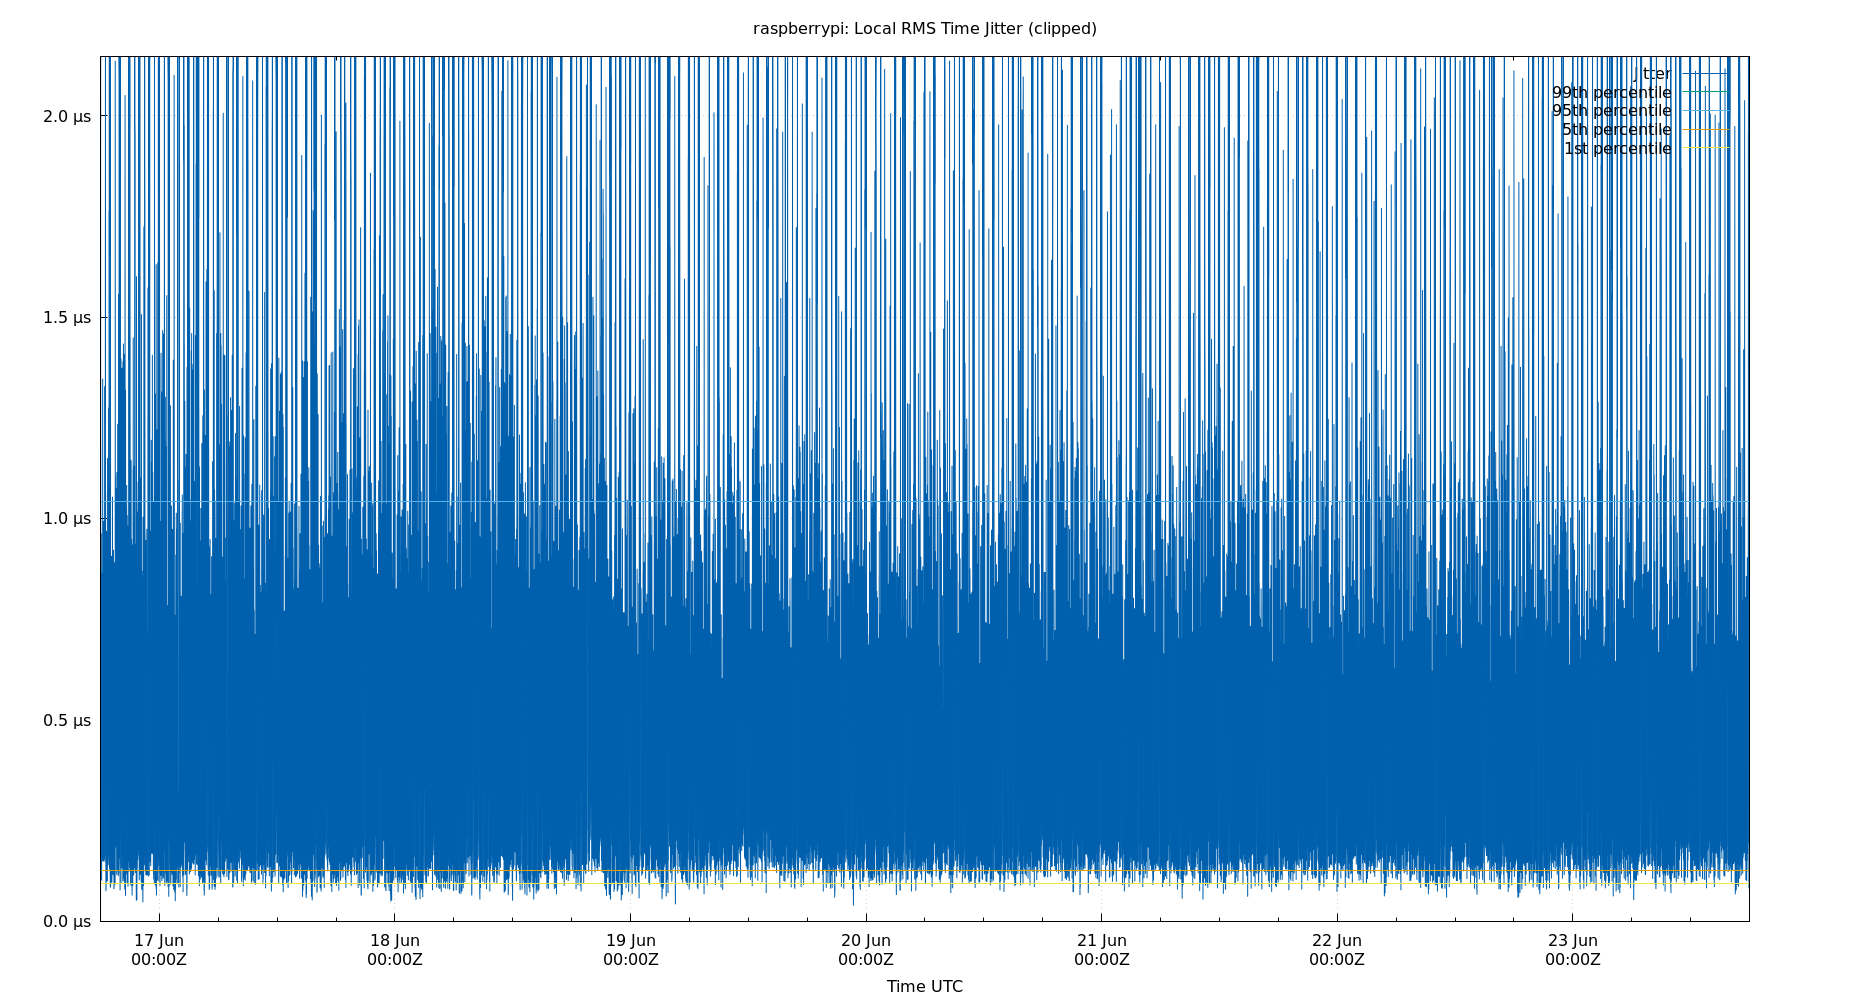 raspberrypi: Local RMS Time Jitter (clipped)
2.0 µs
1.5 µs
1.0 µs
0.5 µs
0.0 µs
jitter
99th percentile
95th percentile
5th percentile
1st percentile
17 Jun 18 Jun 19 Jun 20 Jun 21 Jun 22 Jun 23 Jun
00:00Z 00:00Z 00:00Z 00:00Z 00:00Z 00:00Z 00:00Z
Time UTC